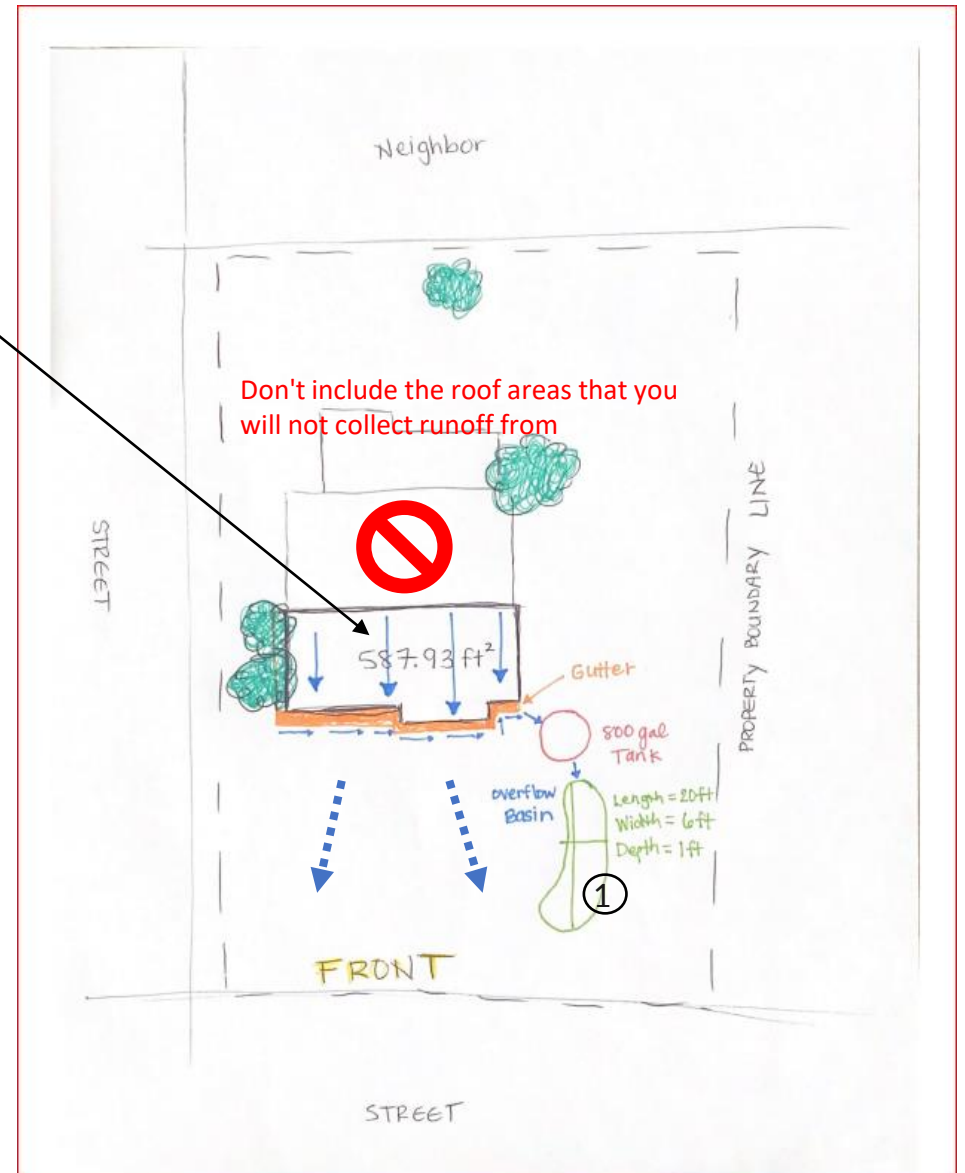 Neighbor
Don't include the roof areas that you
will not collect runoff from
STREET
PROPERTY BOUNDARY LINE
587.93 ft²
Gutter
800 gal
Tank
overflow
Basin
Length = 20ft
Width = 6ft
Depth = 1ft
1
FRONT
STREET